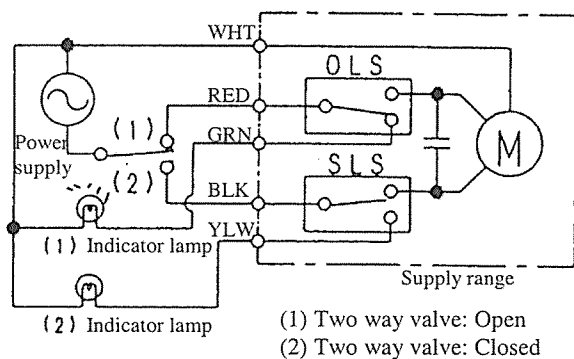 WHT
OLS
RED
(1)
GRN
Power
supply
M
(2)
SLS
BLK
YLW
(1) Indicator lamp
Supply range
(2) Indicator lamp
(1) Two way valve: Open
(2) Two way valve: Closed